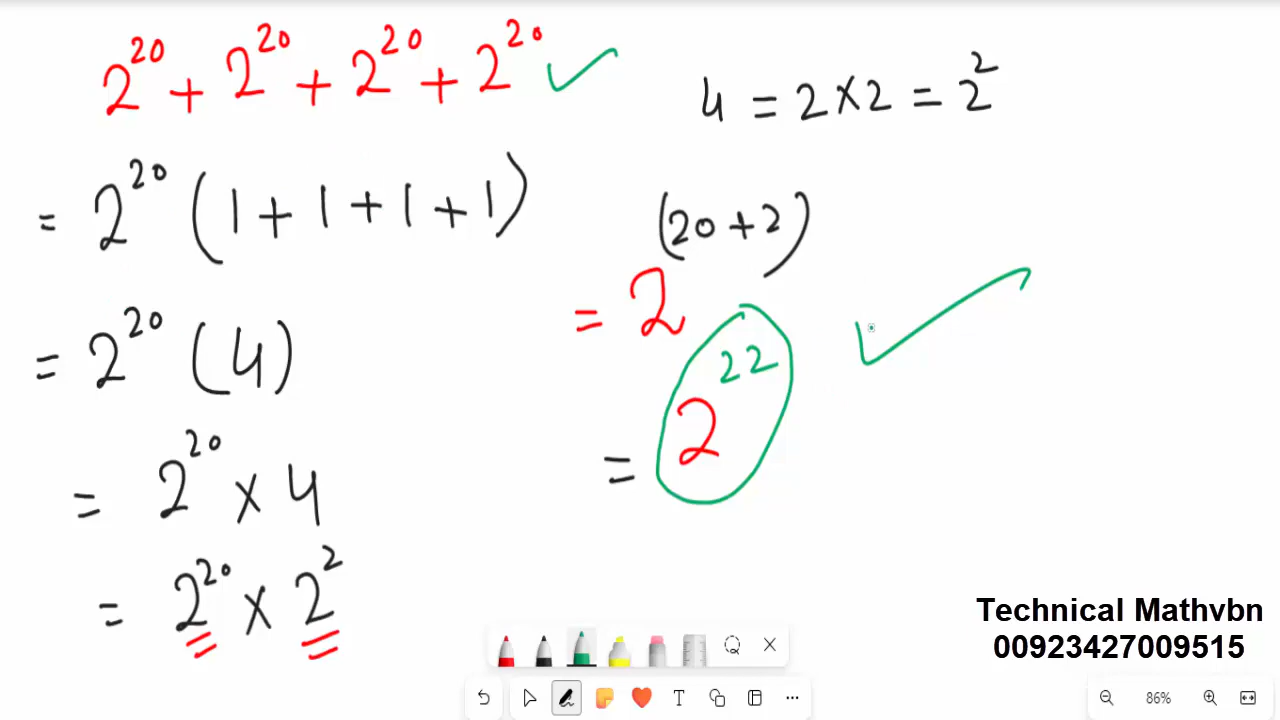 2^20 + 2^20 + 2^20 + 2^20
= 2^20 (1 + 1 + 1 + 1)
= 2^20 (4)
= 2^20 × 4
= 2^20 × 2^2
4 = 2 × 2 = 2^2
= 2^(20+2)
= 2^22
Technical Mathvbn
00923427009515
T
86%